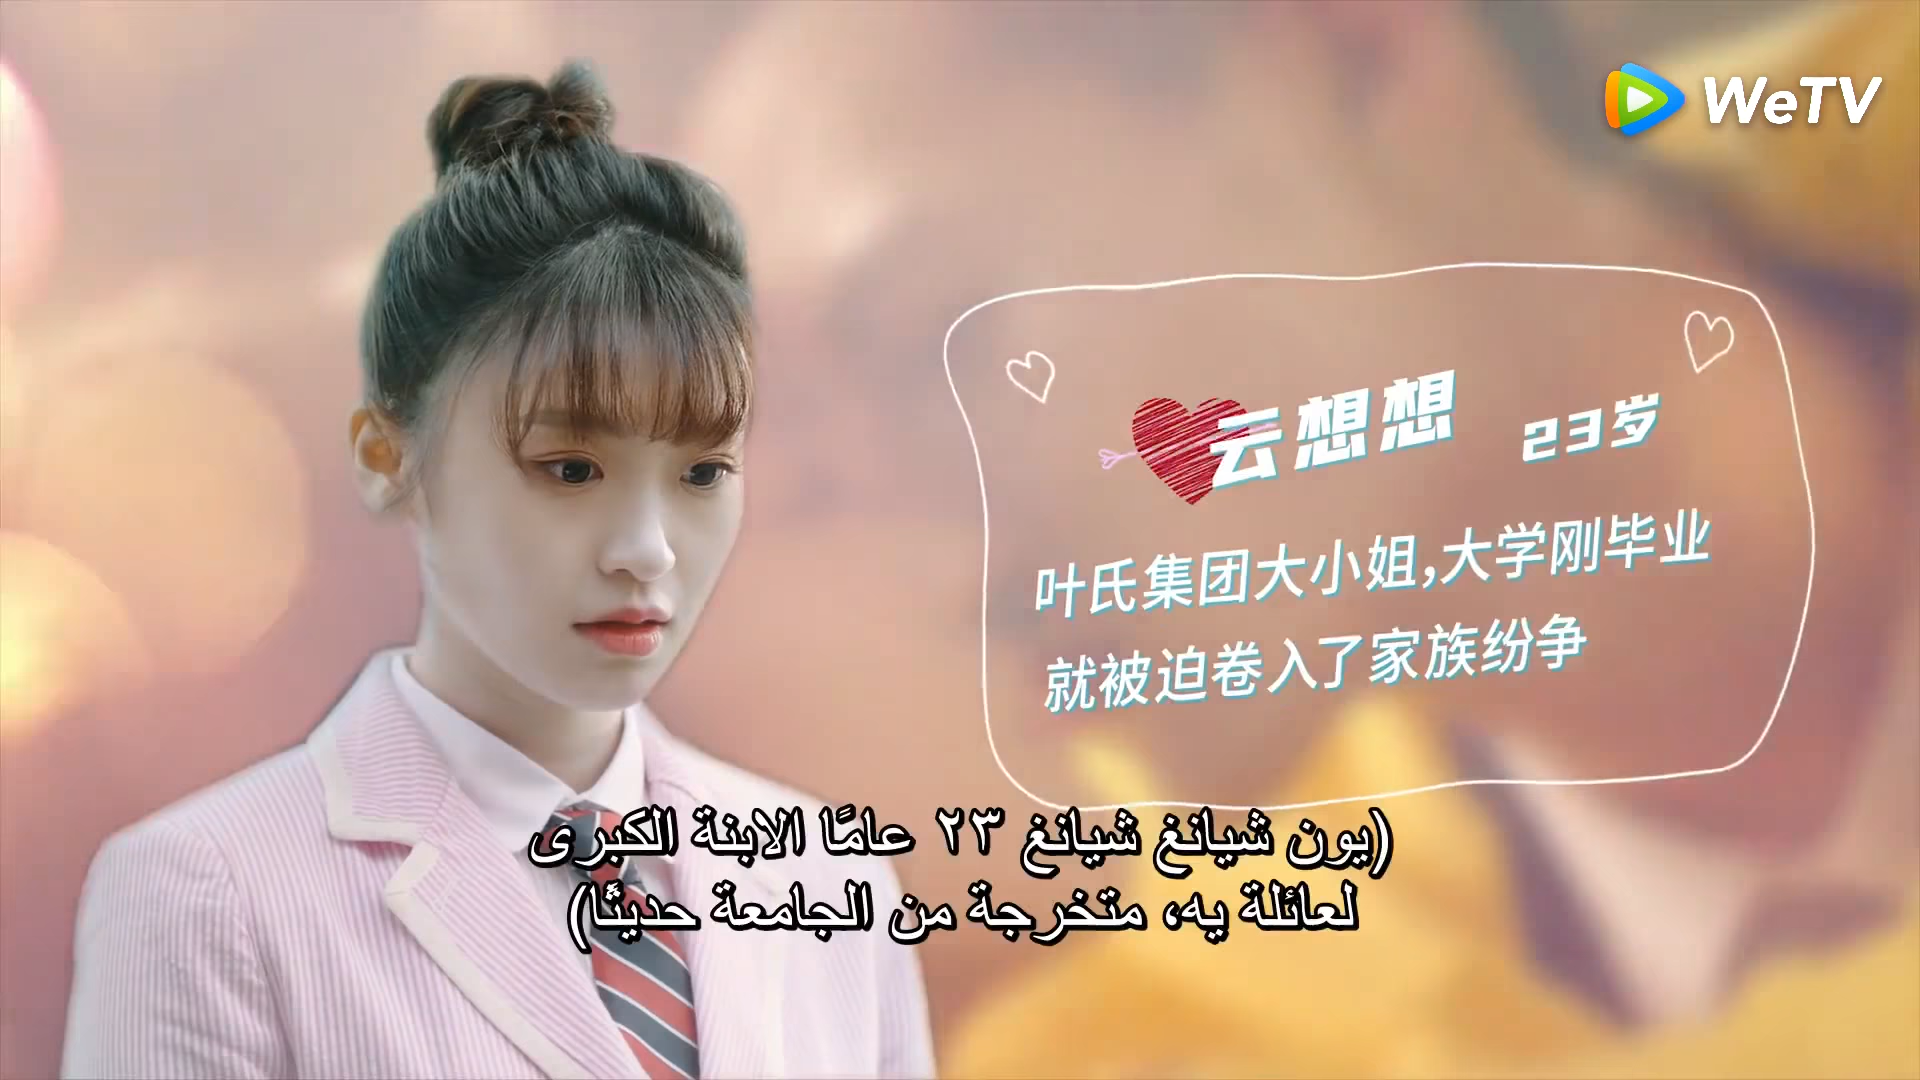 WeTV
云想想 23岁
叶氏集团大小姐,大学刚毕业
就被迫卷入了家族纷争
(يون شيانغ شيانغ ٢٣ عامًا الابنة الكبرى
لعائلة يه، متخرجة من الجامعة حديثًا)